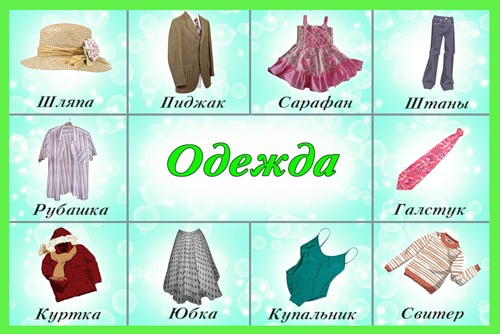 Шляпа
Пиджак
Сарафан
Штаны
Рубашка
Одежда
Галстук
Куртка
Юбка
Купальник
Свитер